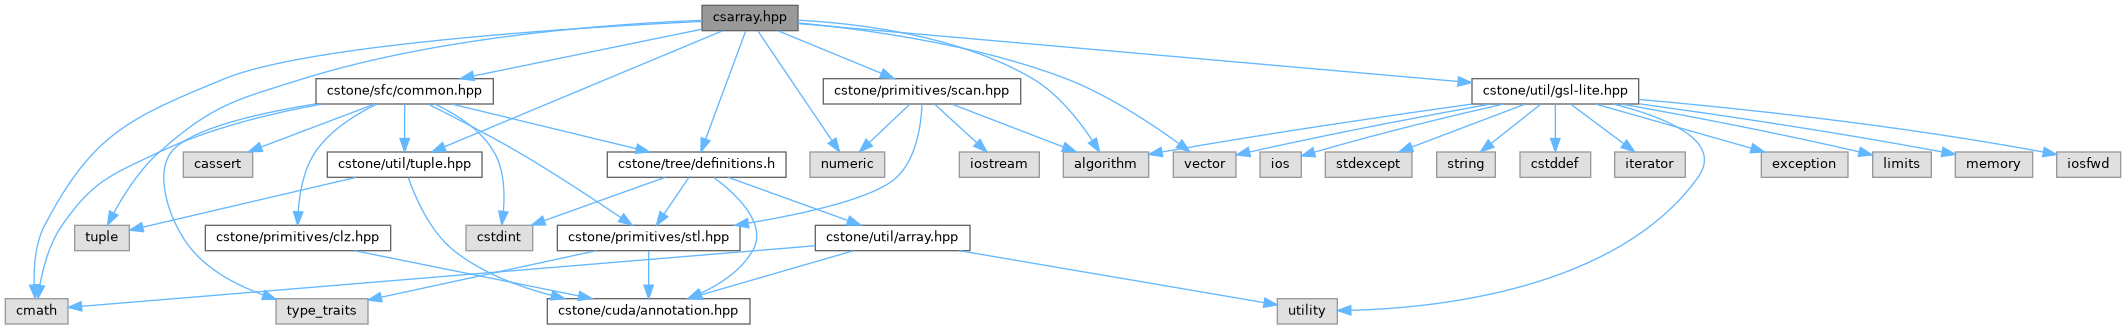 csarray.hpp
cstone/sfc/common.hpp
cstone/primitives/scan.hpp
cstone/util/gsl-lite.hpp
cassert
cstone/util/tuple.hpp
cstone/tree/definitions.h
numeric
iostream
algorithm
vector
ios
stdexcept
string
cstddef
iterator
exception
limits
memory
iosfwd
tuple
cstone/primitives/clz.hpp
cstdint
cstone/primitives/stl.hpp
cstone/util/array.hpp
cmath
type_traits
cstone/cuda/annotation.hpp
utility